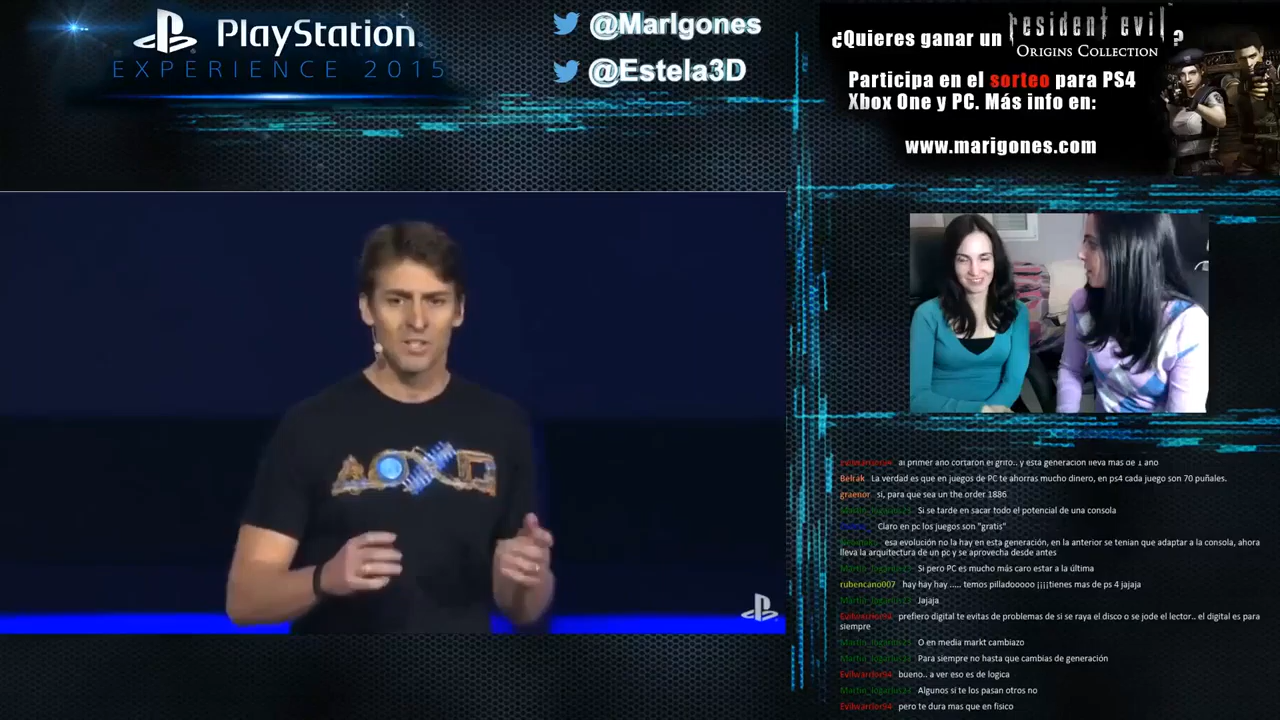 PlayStation
EXPERIENCE 2015
@MarIgones
@Estela3D
¿Quieres ganar un resident evil ?
ORIGINS COLLECTION
Participa en el sorteo para PS4
Xbox One y PC. Más info en:
www.marigones.com
al primer año cortaron el grifo.. y esta generacion lleva mas de 1 año
Belrak La verdad es que en juegos de PC te ahorras mucho dinero, en ps4 cada juego son 70 puñales.
graenor si, para que sea un the order 1886
Si se tarde en sacar todo el potencial de una consola
Claro en pc los juegos son "gratis"
esa evolución no la hay en esta generación, en la anterior se tenian que adaptar a la consola, ahora
lleva la arquitectura de un pc y se aprovecha desde antes
Si pero PC es mucho más caro estar a la última
rubencano007 hay hay hay ..... temos pilladooooo ¡¡¡¡tienes mas de ps 4 jajaja
Jajaja
Evilwarrior94 prefiero digital te evitas de problemas de si se raya el disco o se jode el lector.. el digital es para
siempre
O en media markt cambiazo
Para siempre no hasta que cambias de generación
Evilwarrior94 bueno.. a ver eso es de logica
Algunos si te los pasan otros no
Evilwarrior94 pero te dura mas que en fisico